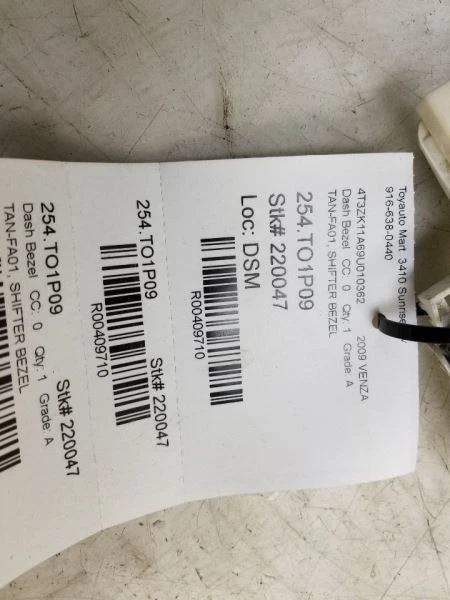 Toyauto Mart 3410 Sunrise
916-638-0440
4T3ZK11A69U010362 2009 VENZA
Dash Bezel CC: 0 Qty: 1 Grade: A
TAN-FA01, SHIFTER BEZEL
254.TO1P09
Stk# 220047
Loc: DSM
R00409710
254.TO1P09 Stk# 220047
R00409710
254.TO1P09 Stk# 220047
Dash Bezel CC: 0 Qty: 1 Grade: A
TAN-FA01, SHIFTER BEZEL